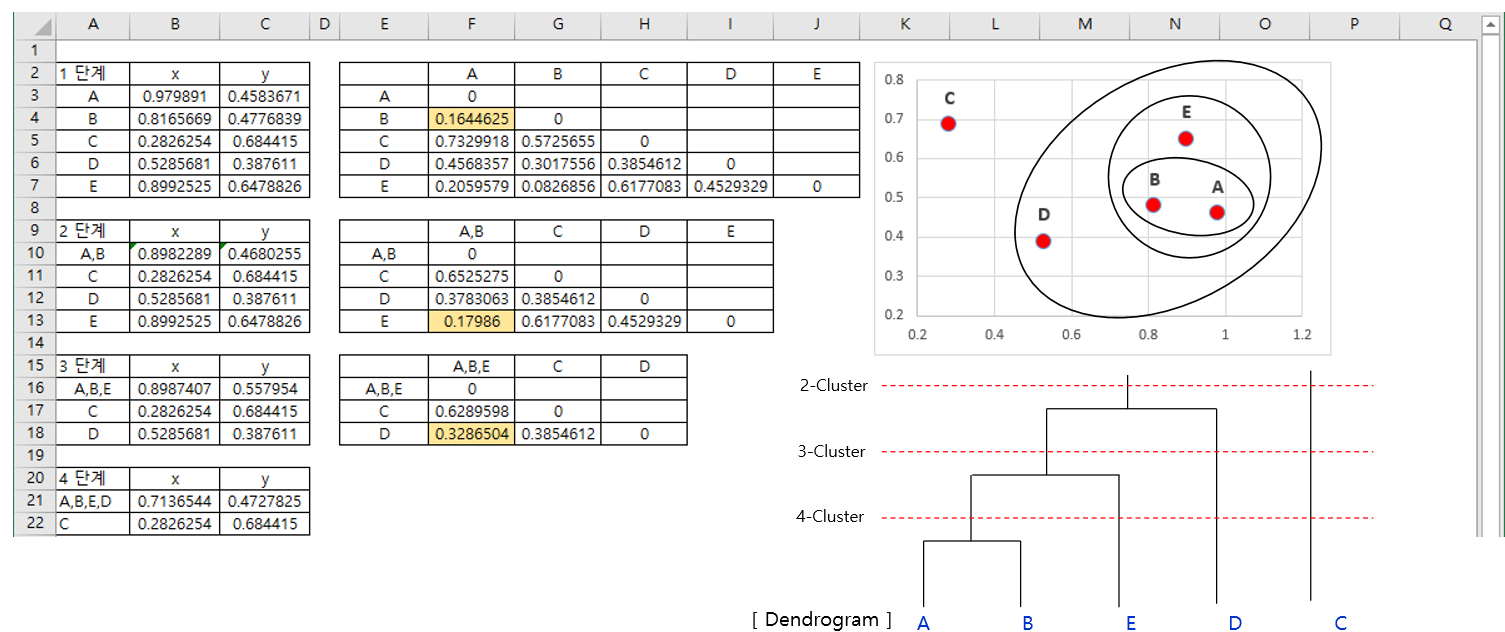 A B C D E F G H I J K L M N O P Q
1
2 1 단계 x y A B C D E
3 A 0.979891 0.4583671 A 0
4 B 0.8165669 0.4776839 B 0.1644625 0
5 C 0.2826254 0.684415 C 0.7329918 0.5725655 0
6 D 0.5285681 0.387611 D 0.4568357 0.3017556 0.3854612 0
7 E 0.8992525 0.6478826 E 0.2059579 0.0826856 0.6177083 0.4529329 0
8
9 2 단계 x y A,B C D E
10 A,B 0.8982289 0.4680255 A,B 0
11 C 0.2826254 0.684415 C 0.6525275 0
12 D 0.5285681 0.387611 D 0.3783063 0.3854612 0
13 E 0.8992525 0.6478826 E 0.17986 0.6177083 0.4529329 0
14
15 3 단계 x y A,B,E C D
16 A,B,E 0.8987407 0.557954 A,B,E 0
17 C 0.2826254 0.684415 C 0.6289598 0
18 D 0.5285681 0.387611 D 0.3286504 0.3854612 0
19
20 4 단계 x y
21 A,B,E,D 0.7136544 0.4727825
22 C 0.2826254 0.684415
0.8
C
0.7
E
0.6
B A
0.5
D
0.4
0.3
0.2
0.2 0.4 0.6 0.8 1 1.2
2-Cluster
3-Cluster
4-Cluster
[ Dendrogram ] A B E D C